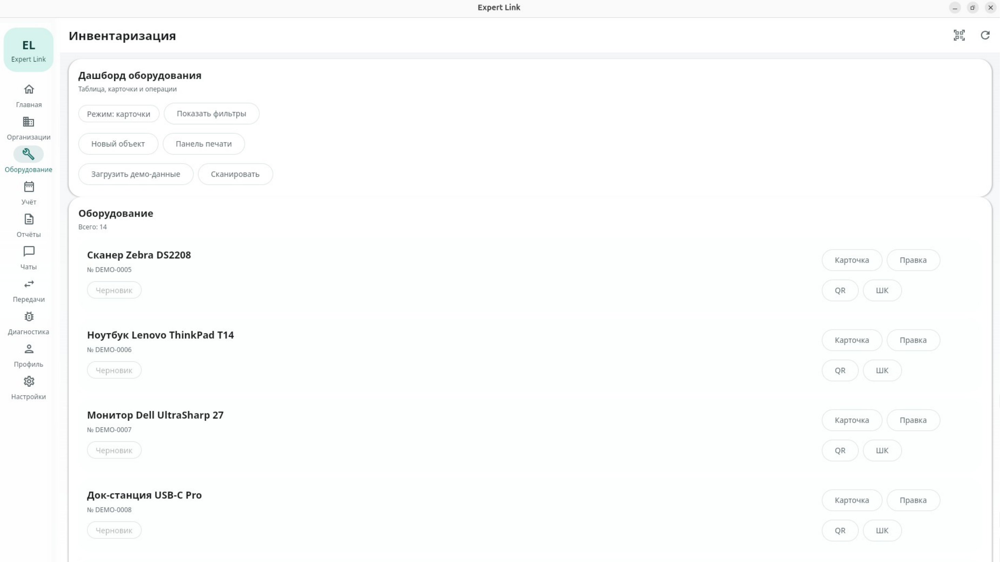 Expert Link
EL
Expert Link
Главная
Организации
Оборудование
Учёт
Отчёты
Чаты
Передачи
Диагностика
Профиль
Настройки
Инвентаризация
Дашборд оборудования
Таблица, карточки и операции
Режим: карточки Показать фильтры
Новый объект Панель печати
Загрузить демо-данные Сканировать
Оборудование
Всего: 14
Сканер Zebra DS2208
№ DEMO-0005
Черновик
Карточка Правка
QR ШК
Ноутбук Lenovo ThinkPad T14
№ DEMO-0006
Черновик
Карточка Правка
QR ШК
Монитор Dell UltraSharp 27
№ DEMO-0007
Черновик
Карточка Правка
QR ШК
Док-станция USB-C Pro
№ DEMO-0008
Черновик
Карточка Правка
QR ШК